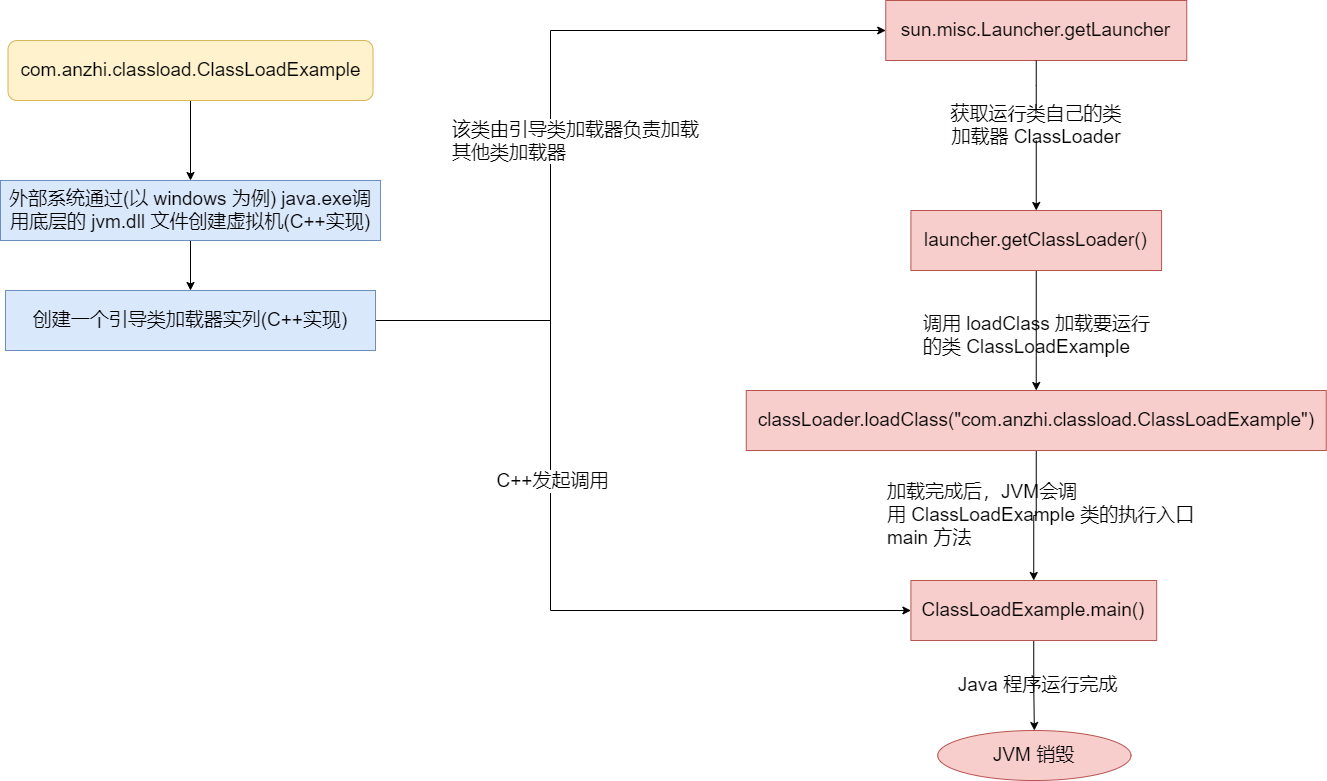 com.anzhi.classload.ClassLoadExample
外部系统通过(以 windows 为例) java.exe调
用底层的 jvm.dll 文件创建虚拟机(C++实现)
创建一个引导类加载器实列(C++实现)
该类由引导类加载器负责加载
其他类加载器
C++发起调用
sun.misc.Launcher.getLauncher
获取运行类自己的类
加载器 ClassLoader
launcher.getClassLoader()
调用 loadClass 加载要运行
的类 ClassLoadExample
classLoader.loadClass("com.anzhi.classload.ClassLoadExample")
加载完成后，JVM会调
用 ClassLoadExample 类的执行入口
main 方法
ClassLoadExample.main()
Java 程序运行完成
JVM 销毁